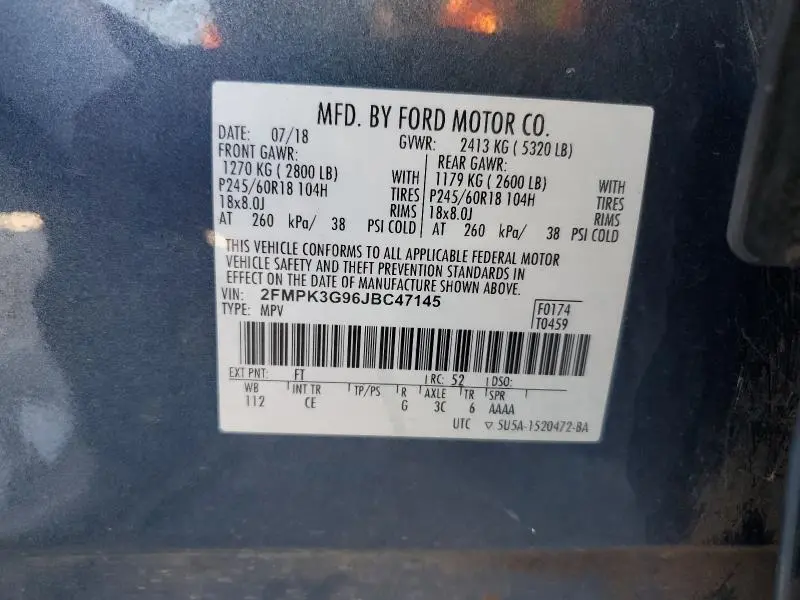 MFD. BY FORD MOTOR CO.
DATE: 07/18 GVWR: 2413 KG ( 5320 LB)
FRONT GAWR: REAR GAWR:
1270 KG ( 2800 LB) WITH 1179 KG ( 2600 LB) WITH
P245/60R18 104H TIRES P245/60R18 104H TIRES
18x8.0J RIMS 18x8.0J RIMS
AT 260 kPa/ 38 PSI COLD AT 260 kPa/ 38 PSI COLD
THIS VEHICLE CONFORMS TO ALL APPLICABLE FEDERAL MOTOR
VEHICLE SAFETY AND THEFT PREVENTION STANDARDS IN
EFFECT ON THE DATE OF MANUFACTURE SHOWN ABOVE.
VIN: 2FMPK3G96JBC47145 F0174
TYPE: MPV T0459
EXT PNT: FT RC: 52 DSO:
WB INT TR TP/PS R AXLE TR SPR
112 CE G 3C 6 AAAA
UTC ▽ 5U5A-1520472-BA